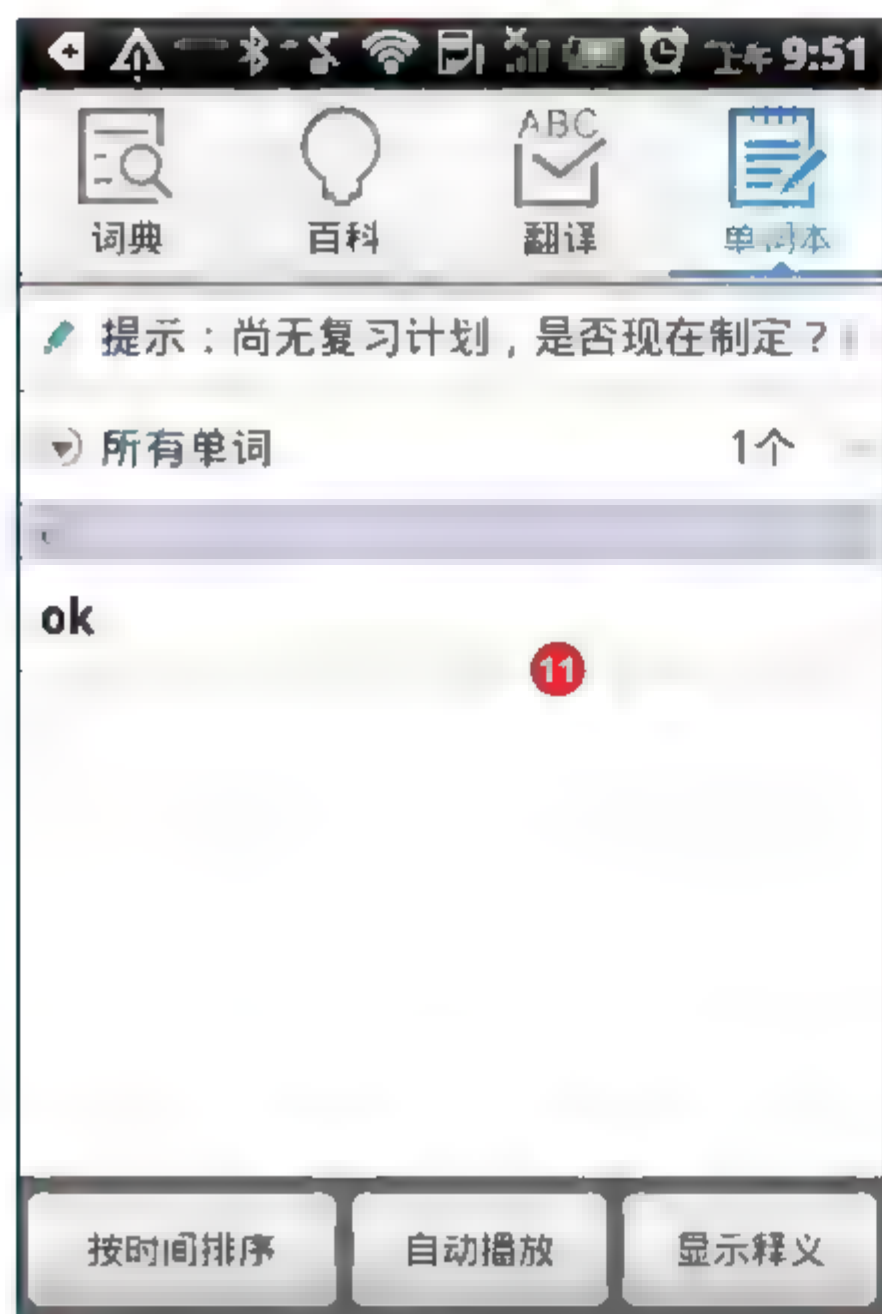 上午 9:51
ABC
词典 百科 翻译 单词本
提示：尚无复习计划，是否现在制定？
所有单词 1个
ok
11
按时间排序 自动播放 显示释义